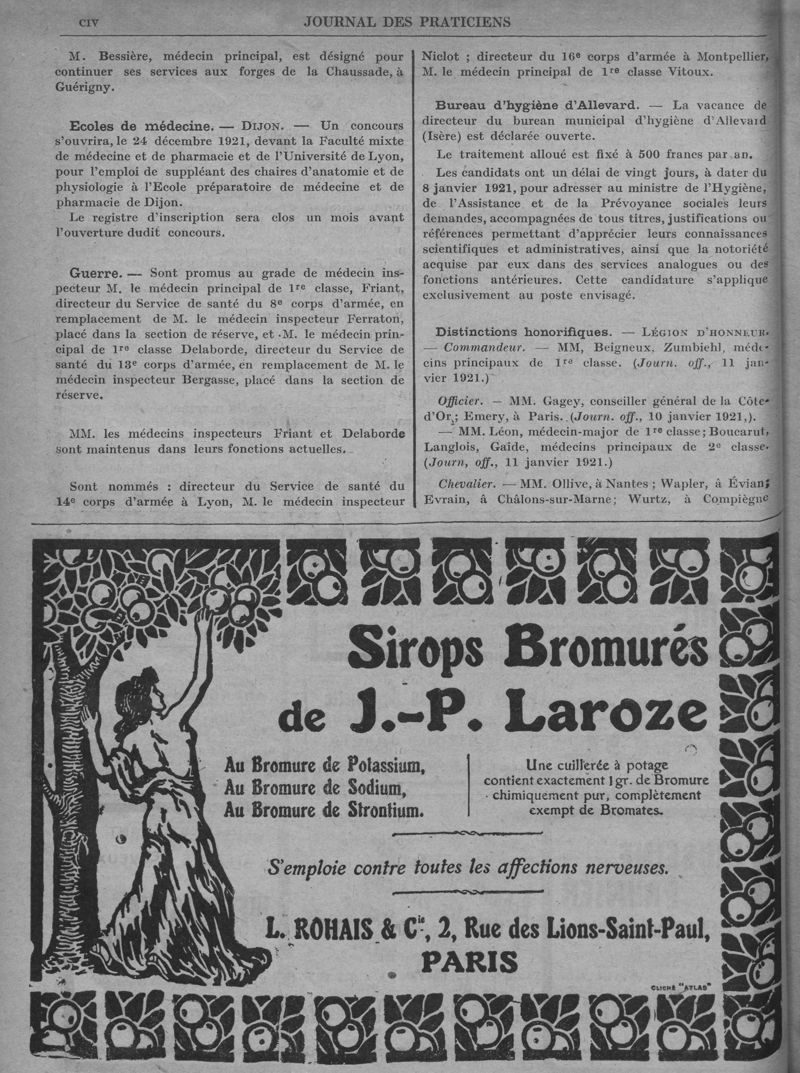 CIV
JOURNAL DES PRATICIENS
M. Bessière, médecin principal, est désigné pour
continuer ses services aux forges de la Chaussade, à
Guérigny.
Ecoles de médecine. — DIJON. — Un concours
s'ouvrira, le 24 décembre 1921, devant la Faculté mixte
de médecine et de pharmacie et de l'Université de Lyon,
pour l'emploi de suppléant des chaires d'anatomie et de
physiologie à l'Ecole préparatoire de médecine et de
pharmacie de Dijon.
Le registre d'inscription sera clos un mois avant
l'ouverture dudit concours.
Guerre. — Sont promus au grade de médecin ins-
pecteur M. le médecin principal de 1re classe, Friant,
directeur du Service de santé du 8e corps d'armée, en
remplacement de M. le médecin inspecteur Ferraton,
placé dans la section de réserve, et M. le médecin prin-
cipal de 1re classe Delaborde, directeur du Service de
santé du 13e corps d'armée, en remplacement de M. le
médecin inspecteur Bergasse, placé dans la section de
réserve.
MM. les médecins inspecteurs Friant et Delaborde
sont maintenus dans leurs fonctions actuelles.
Sont nommés : directeur du Service de santé du
14e corps d'armée à Lyon, M. le médecin inspecteur
Niclot ; directeur du 16e corps d'armée à Montpellier,
M. le médecin principal de 1re classe Vitoux.
Bureau d'hygiène d'Allevard. — La vacance de
directeur du burean municipal d'hygiène d'Allevard
(Isère) est déclarée ouverte.
Le traitement alloué est fixé à 500 francs par an.
Les candidats ont un délai de vingt jours, à dater du
8 janvier 1921, pour adresser au ministre de l'Hygiène,
de l'Assistance et de la Prévoyance sociales leurs
demandes, accompagnées de tous titres, justifications ou
références permettant d'apprécier leurs connaissances
scientifiques et administratives, ainsi que la notoriété
acquise par eux dans des services analogues ou des
fonctions antérieures. Cette candidature s'applique
exclusivement au poste envisagé.
Distinctions honorifiques. — LÉGION D'HONNEUR.
— Commandeur. — MM, Beigneux, Zumbiehl, méde-
cins principaux de 1re classe. (Journ. off., 11 jan-
vier 1921.)
Officier. — MM. Gagey, conseiller général de la Côte-
d'Or; Emery, à Paris. (Journ. off., 10 janvier 1921,).
— MM. Léon, médecin-major de 1re classe; Boucarut,
Langlois, Gaïde, médecins principaux de 2e classe.
(Journ, off., 11 janvier 1921.)
Chevalier. — MM. Ollive, à Nantes ; Wapler, à Évian;
Evrain, â Châlons-sur-Marne; Wurtz, à Compiègne
Sirops Bromurés
de J.-P. Laroze
Au Bromure de Potassium,
Au Bromure de Sodium,
Au Bromure de Strontium.
Une cuillerée à potage
contient exactement 1 gr. de Bromure
chimiquement pur, complètement
exempt de Bromates.
S'emploie contre toutes les affections nerveuses.
L. ROHAIS & Cie, 2, Rue des Lions-Saint-Paul,
PARIS
CLICHÉ "ATLAS"